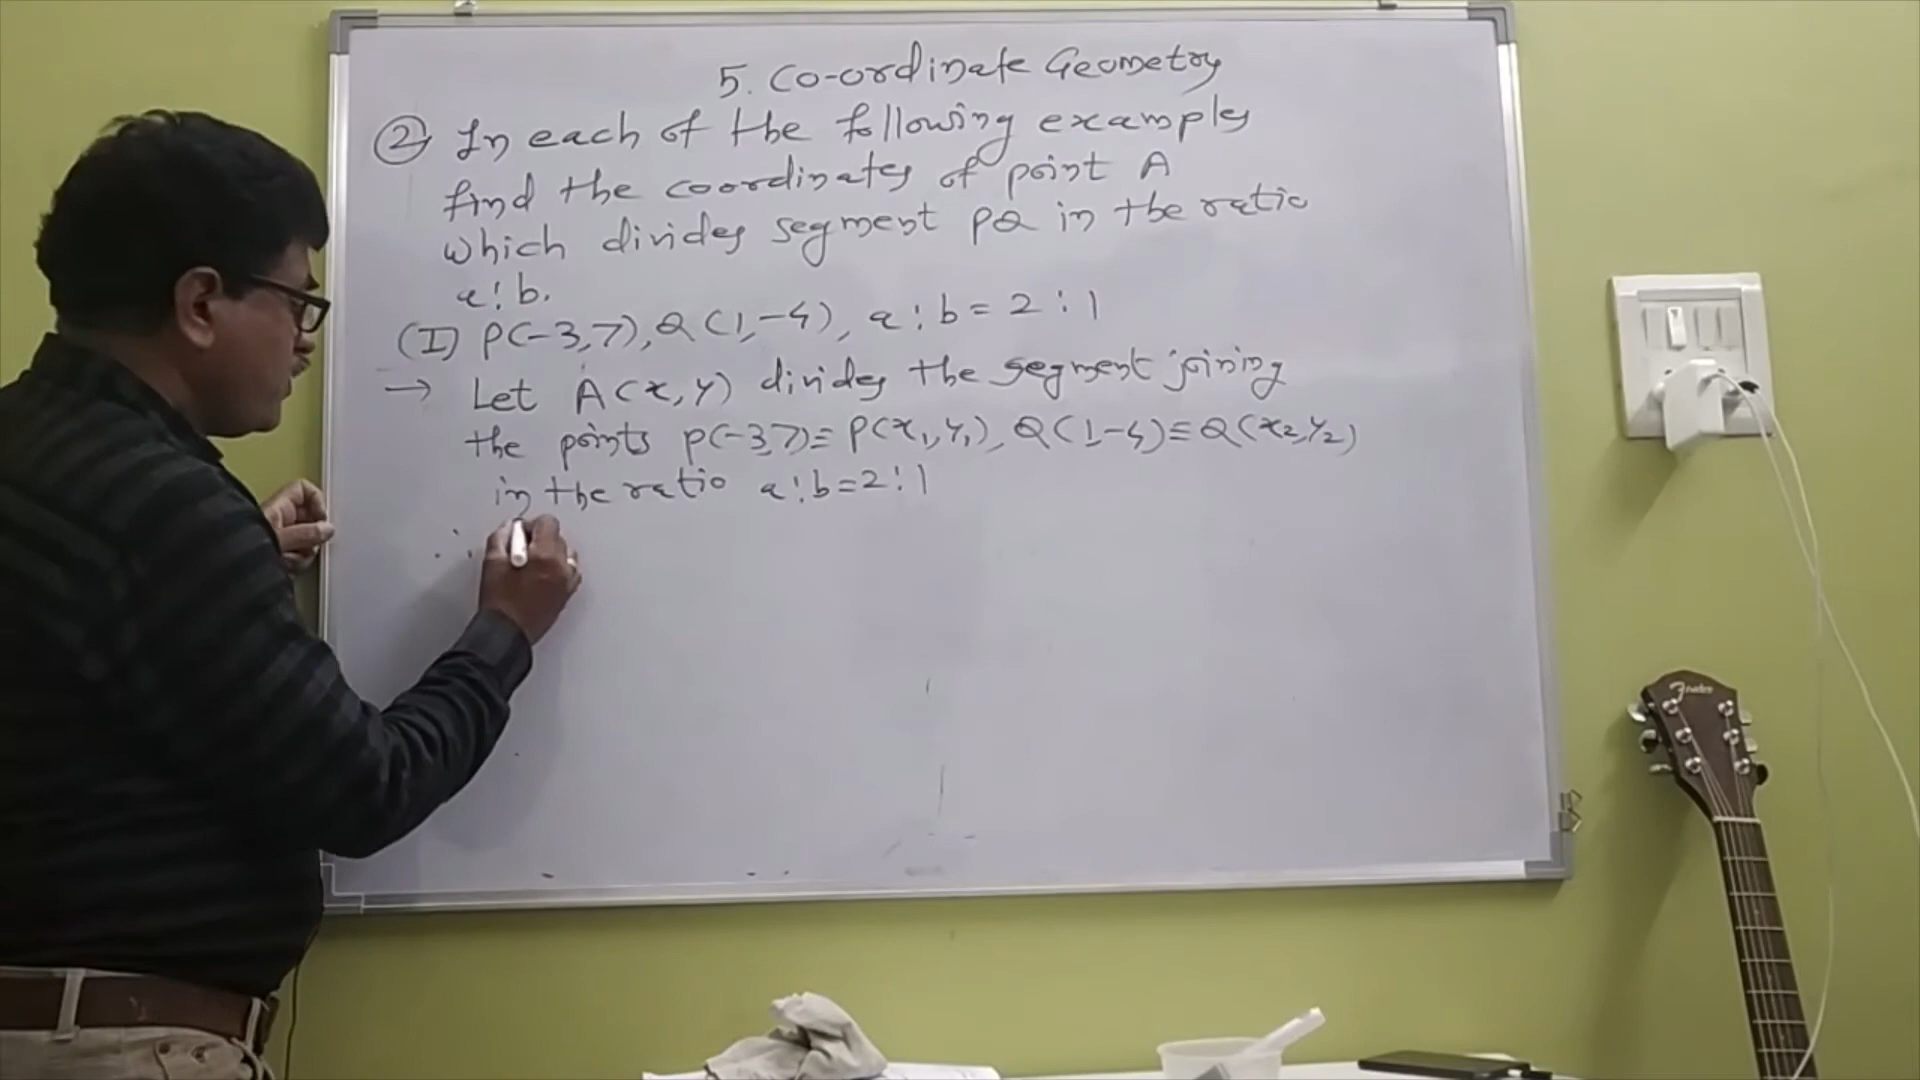 5. Co-ordinate Geometry
② In each of the following examples
find the coordinates of point A
which divides segment PQ in the ratio
a:b.
(I) P(-3,7), Q(1,-4), a:b=2:1
→ Let A(x,y) divides the segment joining
the points P(-3,7)≡P(x₁,y₁), Q(1,-4)≡Q(x₂,y₂)
in the ratio a:b=2:1
∴
Fender